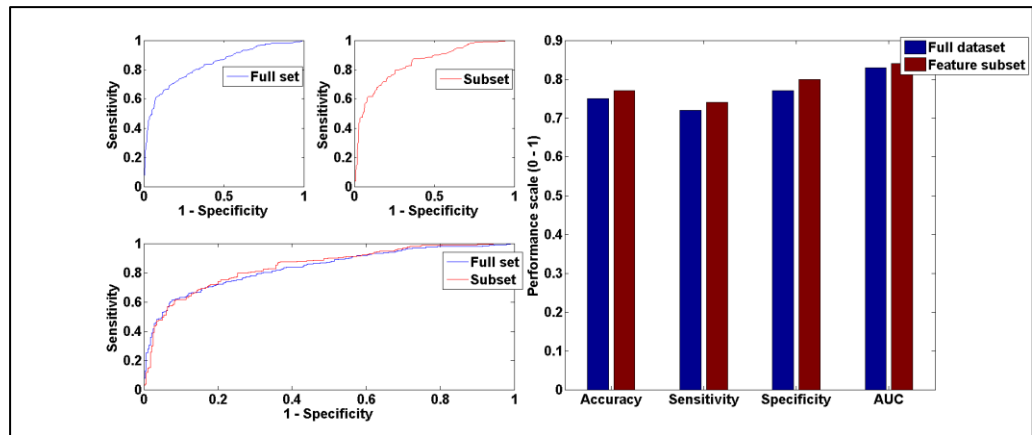 1
0.8
0.6
0.4
0.2
0
0
0.5
1
Sensitivity
1 - Specificity
Full set
1
0.8
0.6
0.4
0.2
0
0
0.5
1
Sensitivity
1 - Specificity
Subset
1
0.8
0.6
0.4
0.2
0
0
0.2
0.4
0.6
0.8
1
Sensitivity
1 - Specificity
Full set
Subset
0.9
0.8
0.7
0.6
0.5
0.4
0.3
0.2
0.1
0
Performance scale (0 - 1)
Accuracy
Sensitivity
Specificity
AUC
Full dataset
Feature subset